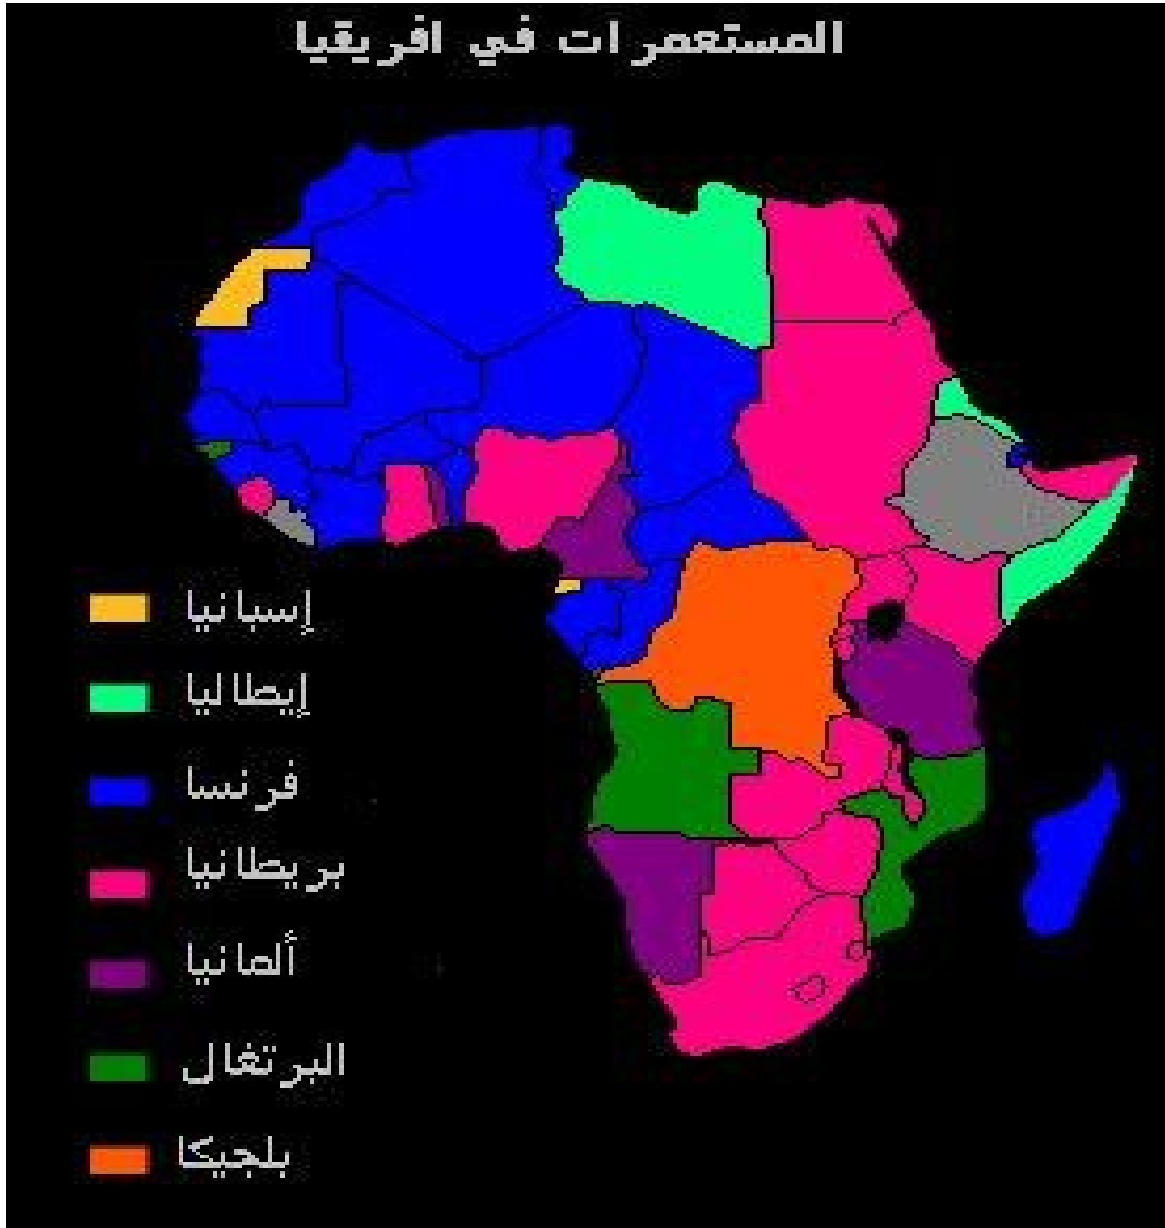 المستعمرات في افريقيا
إسبانيا
إيطاليا
فرنسا
بريطانيا
ألمانيا
البرتغال
بلجيكا